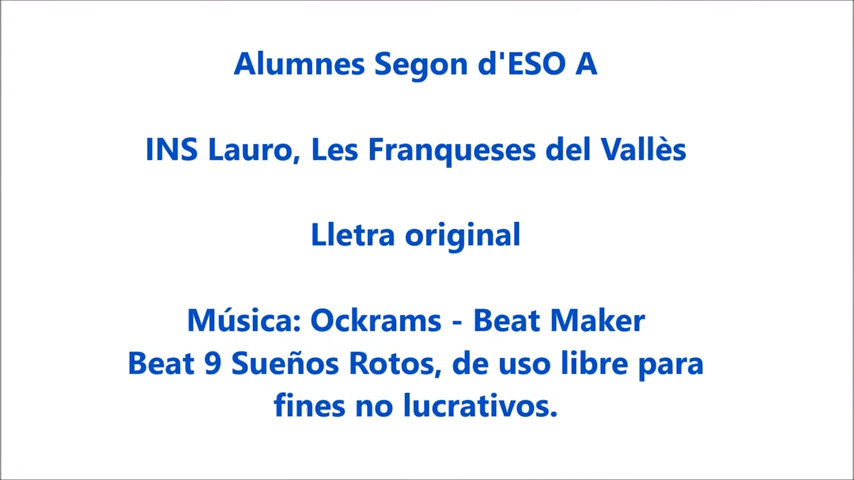 Alumnes Segon d'ESO A
INS Lauro, Les Franqueses del Vallès
Lletra original
Música: Ockrams - Beat Maker
Beat 9 Sueños Rotos, de uso libre para
fines no lucrativos.